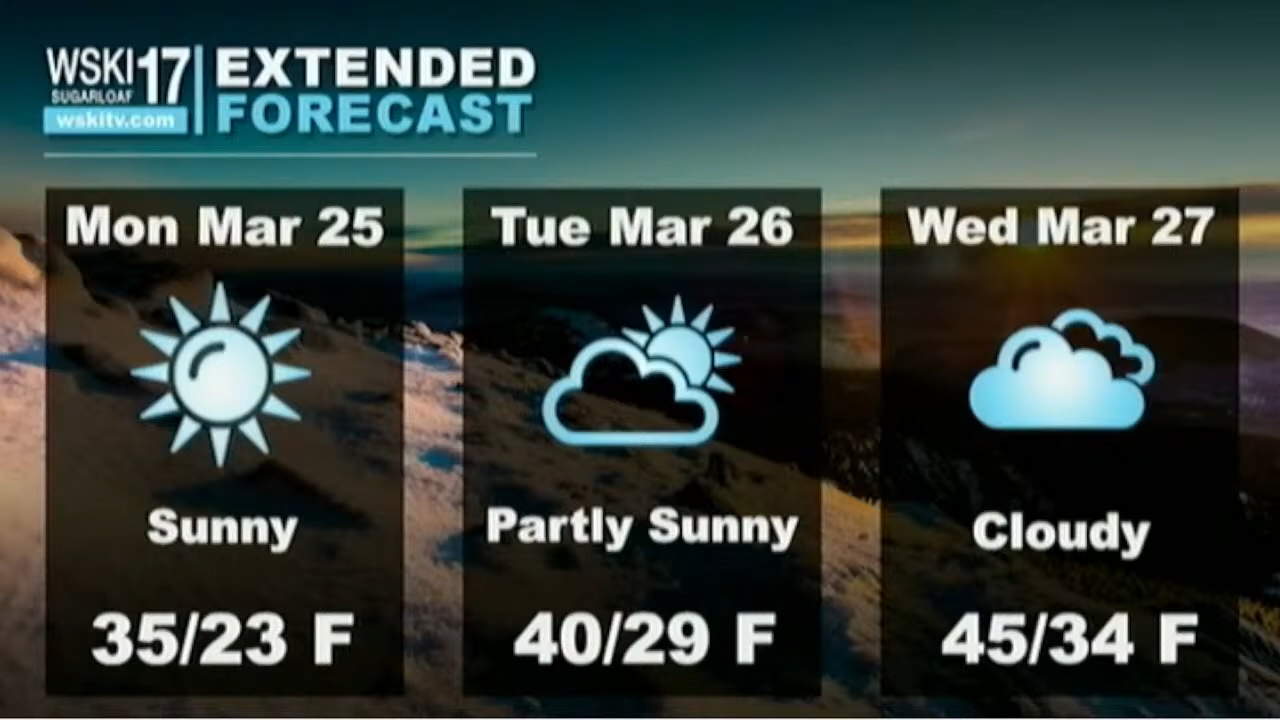 WSKI 17
SUGARLOAF
wskitv.com
EXTENDED
FORECAST
Mon Mar 25
Sunny
35/23 F
Tue Mar 26
Partly Sunny
40/29 F
Wed Mar 27
Cloudy
45/34 F